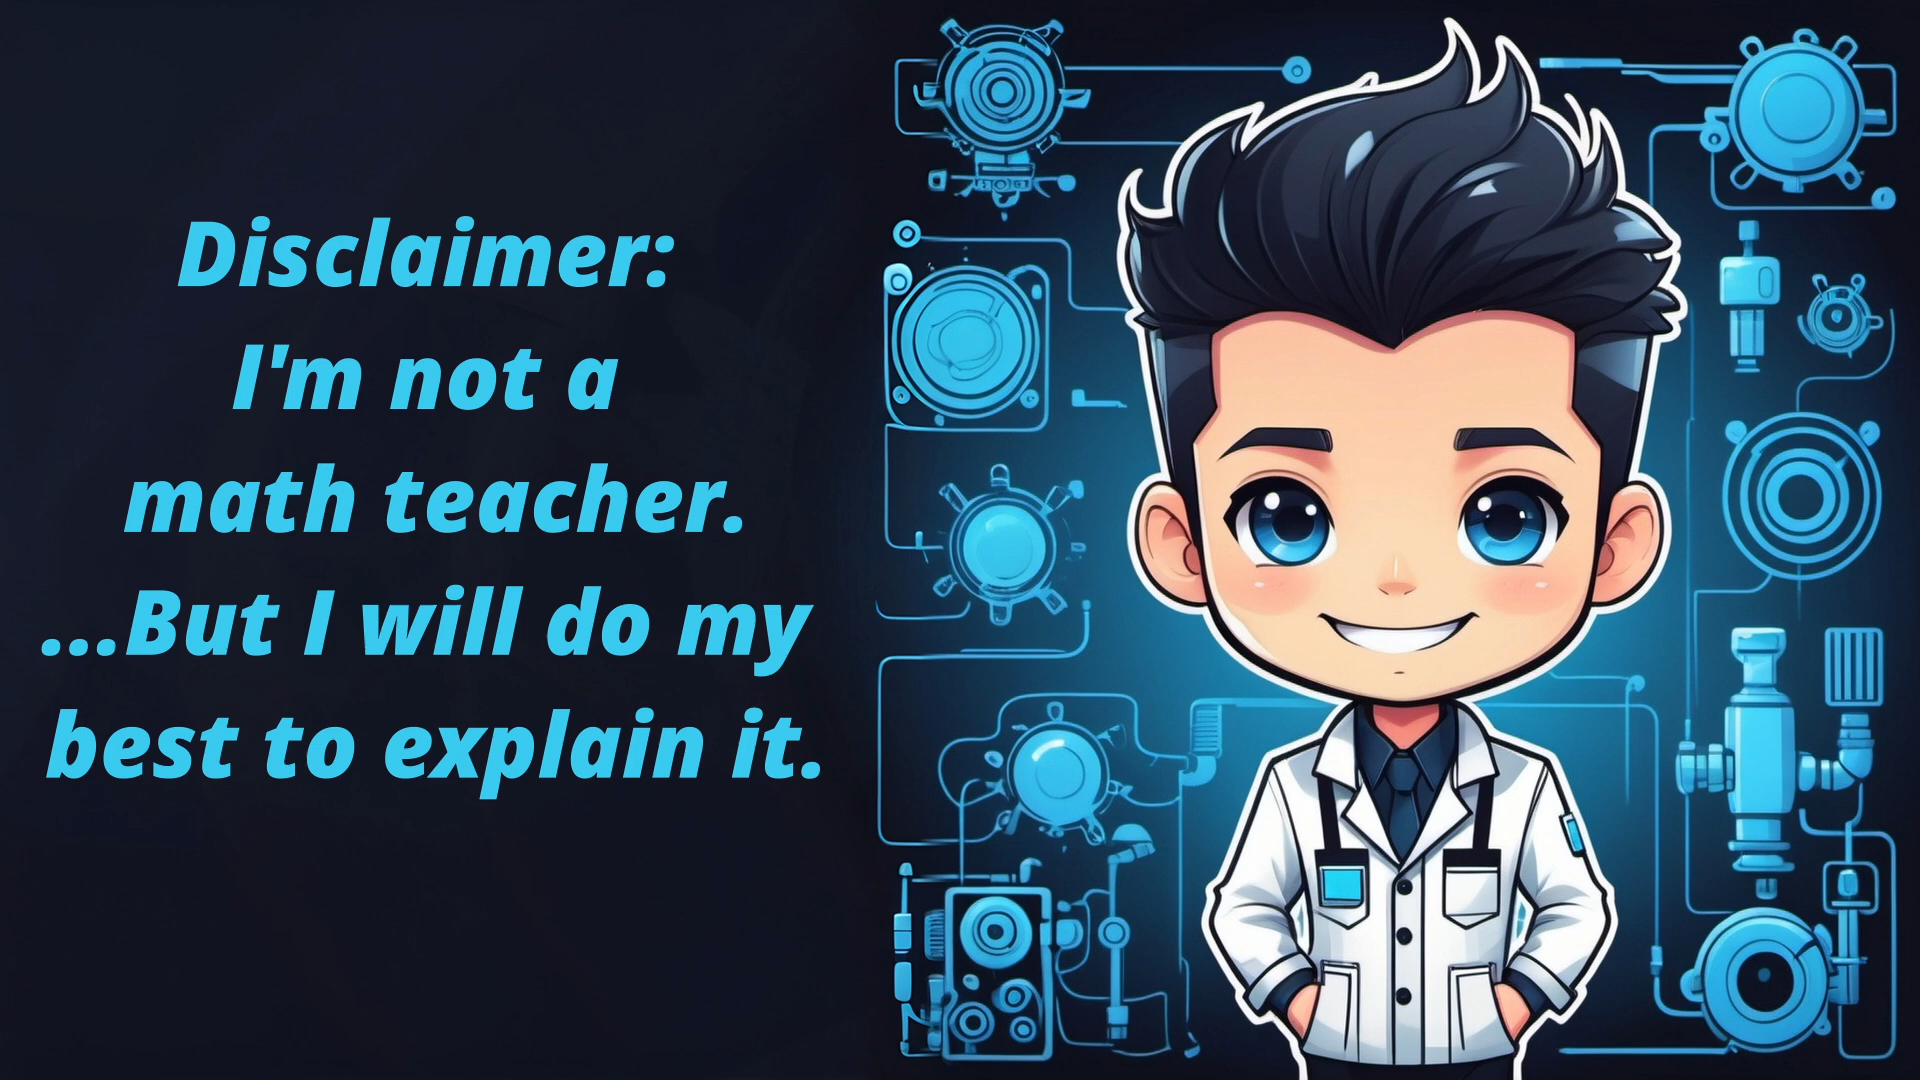 Disclaimer:
I'm not a
math teacher.
...But I will do my
best to explain it.